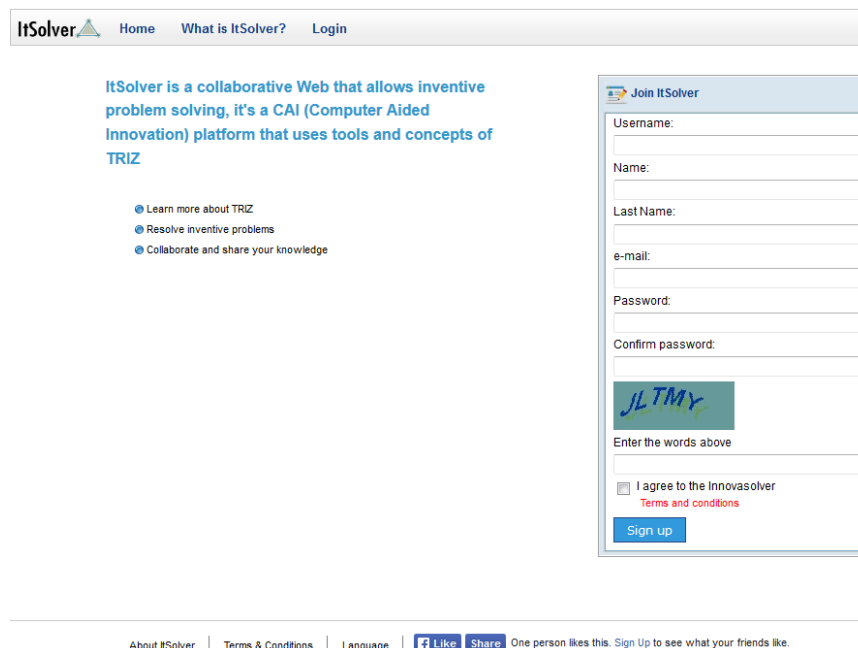 ItSolver
Home What is ItSolver? Login
ItSolver is a collaborative Web that allows inventive
problem solving, it's a CAI (Computer Aided
Innovation) platform that uses tools and concepts of
TRIZ
Learn more about TRIZ
Resolve inventive problems
Collaborate and share your knowledge
Join ItSolver
Username:
Name:
Last Name:
e-mail:
Password:
Confirm password:
JLTMY
Enter the words above
I agree to the Innovasolver
Terms and conditions
Sign up
About ItSolver Terms & Conditions Language Like Share One person likes this. Sign Up to see what your friends like.